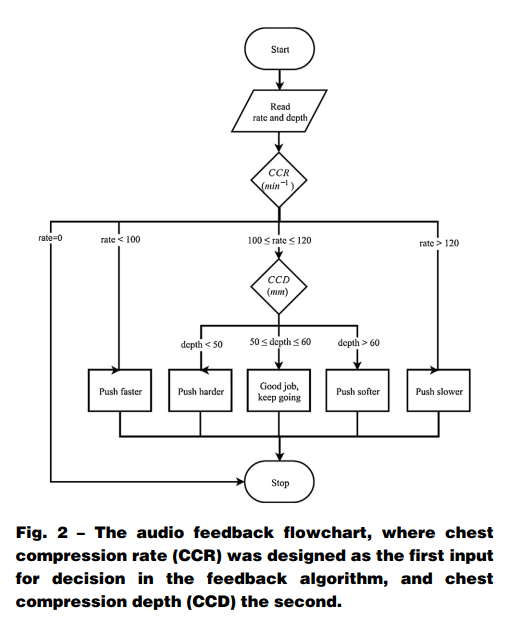 Start
Read
rate and depth
CCR
(min⁻¹)
rate=0
rate < 100
100 ≤ rate ≤ 120
rate > 120
CCD
(mm)
depth < 50
50 ≤ depth ≤ 60
depth > 60
Push faster
Push harder
Good job,
keep going
Push softer
Push slower
Stop
Fig. 2 – The audio feedback flowchart, where chest
compression rate (CCR) was designed as the first input
for decision in the feedback algorithm, and chest
compression depth (CCD) the second.